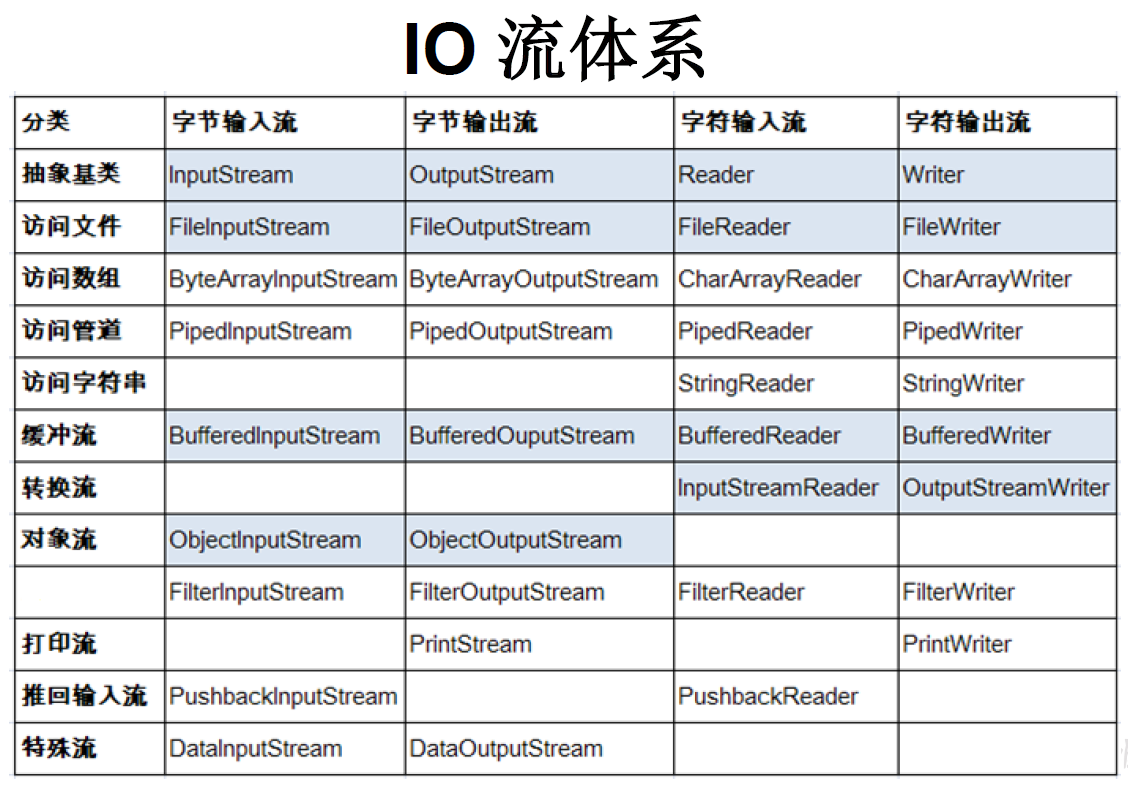 IO 流体系
分类 字节输入流 字节输出流 字符输入流 字符输出流
抽象基类 InputStream OutputStream Reader Writer
访问文件 FileInputStream FileOutputStream FileReader FileWriter
访问数组 ByteArrayInputStream ByteArrayOutputStream CharArrayReader CharArrayWriter
访问管道 PipedInputStream PipedOutputStream PipedReader PipedWriter
访问字符串 StringReader StringWriter
缓冲流 BufferedInputStream BufferedOuputStream BufferedReader BufferedWriter
转换流 InputStreamReader OutputStreamWriter
对象流 ObjectInputStream ObjectOutputStream
FilterInputStream FilterOutputStream FilterReader FilterWriter
打印流 PrintStream PrintWriter
推回输入流 PushbackInputStream PushbackReader
特殊流 DataInputStream DataOutputStream